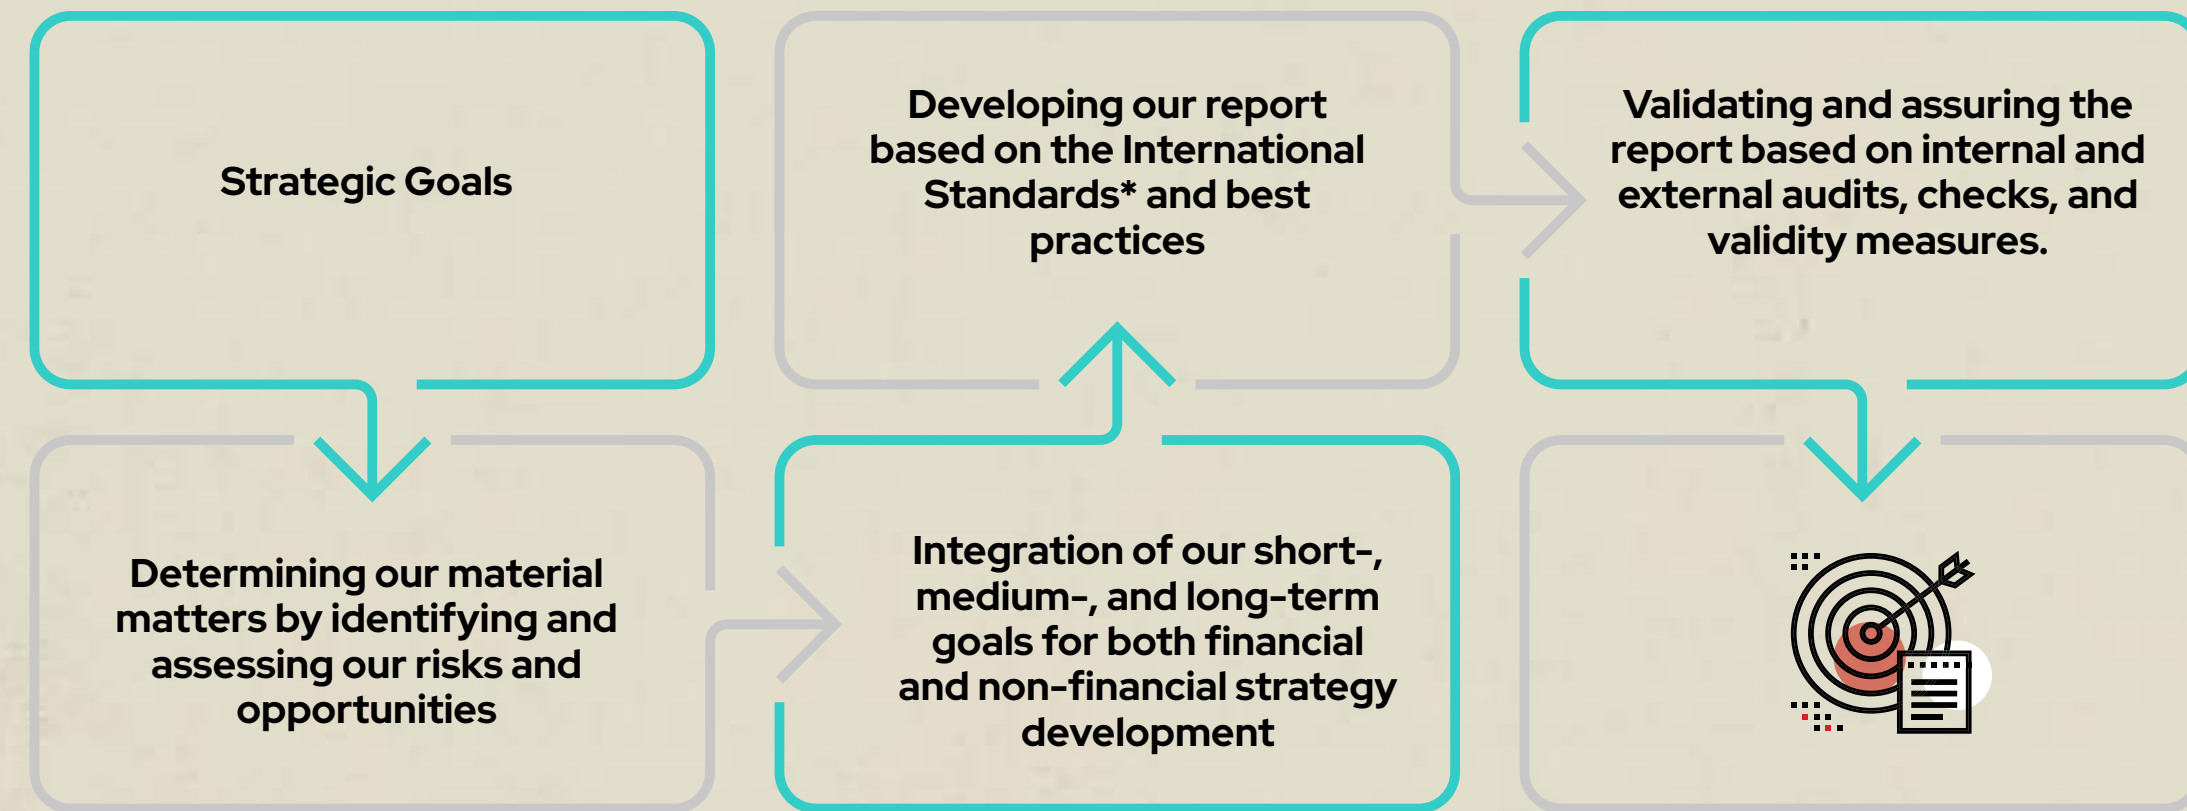 Strategic Goals
Determining our material
matters by identifying and
assessing our risks and
opportunities
Integration of our short-,
medium-, and long-term
goals for both financial
and non-financial strategy
development
Developing our report
based on the International
Standards* and best
practices
Validating and assuring the
report based on internal and
external audits, checks, and
validity measures.